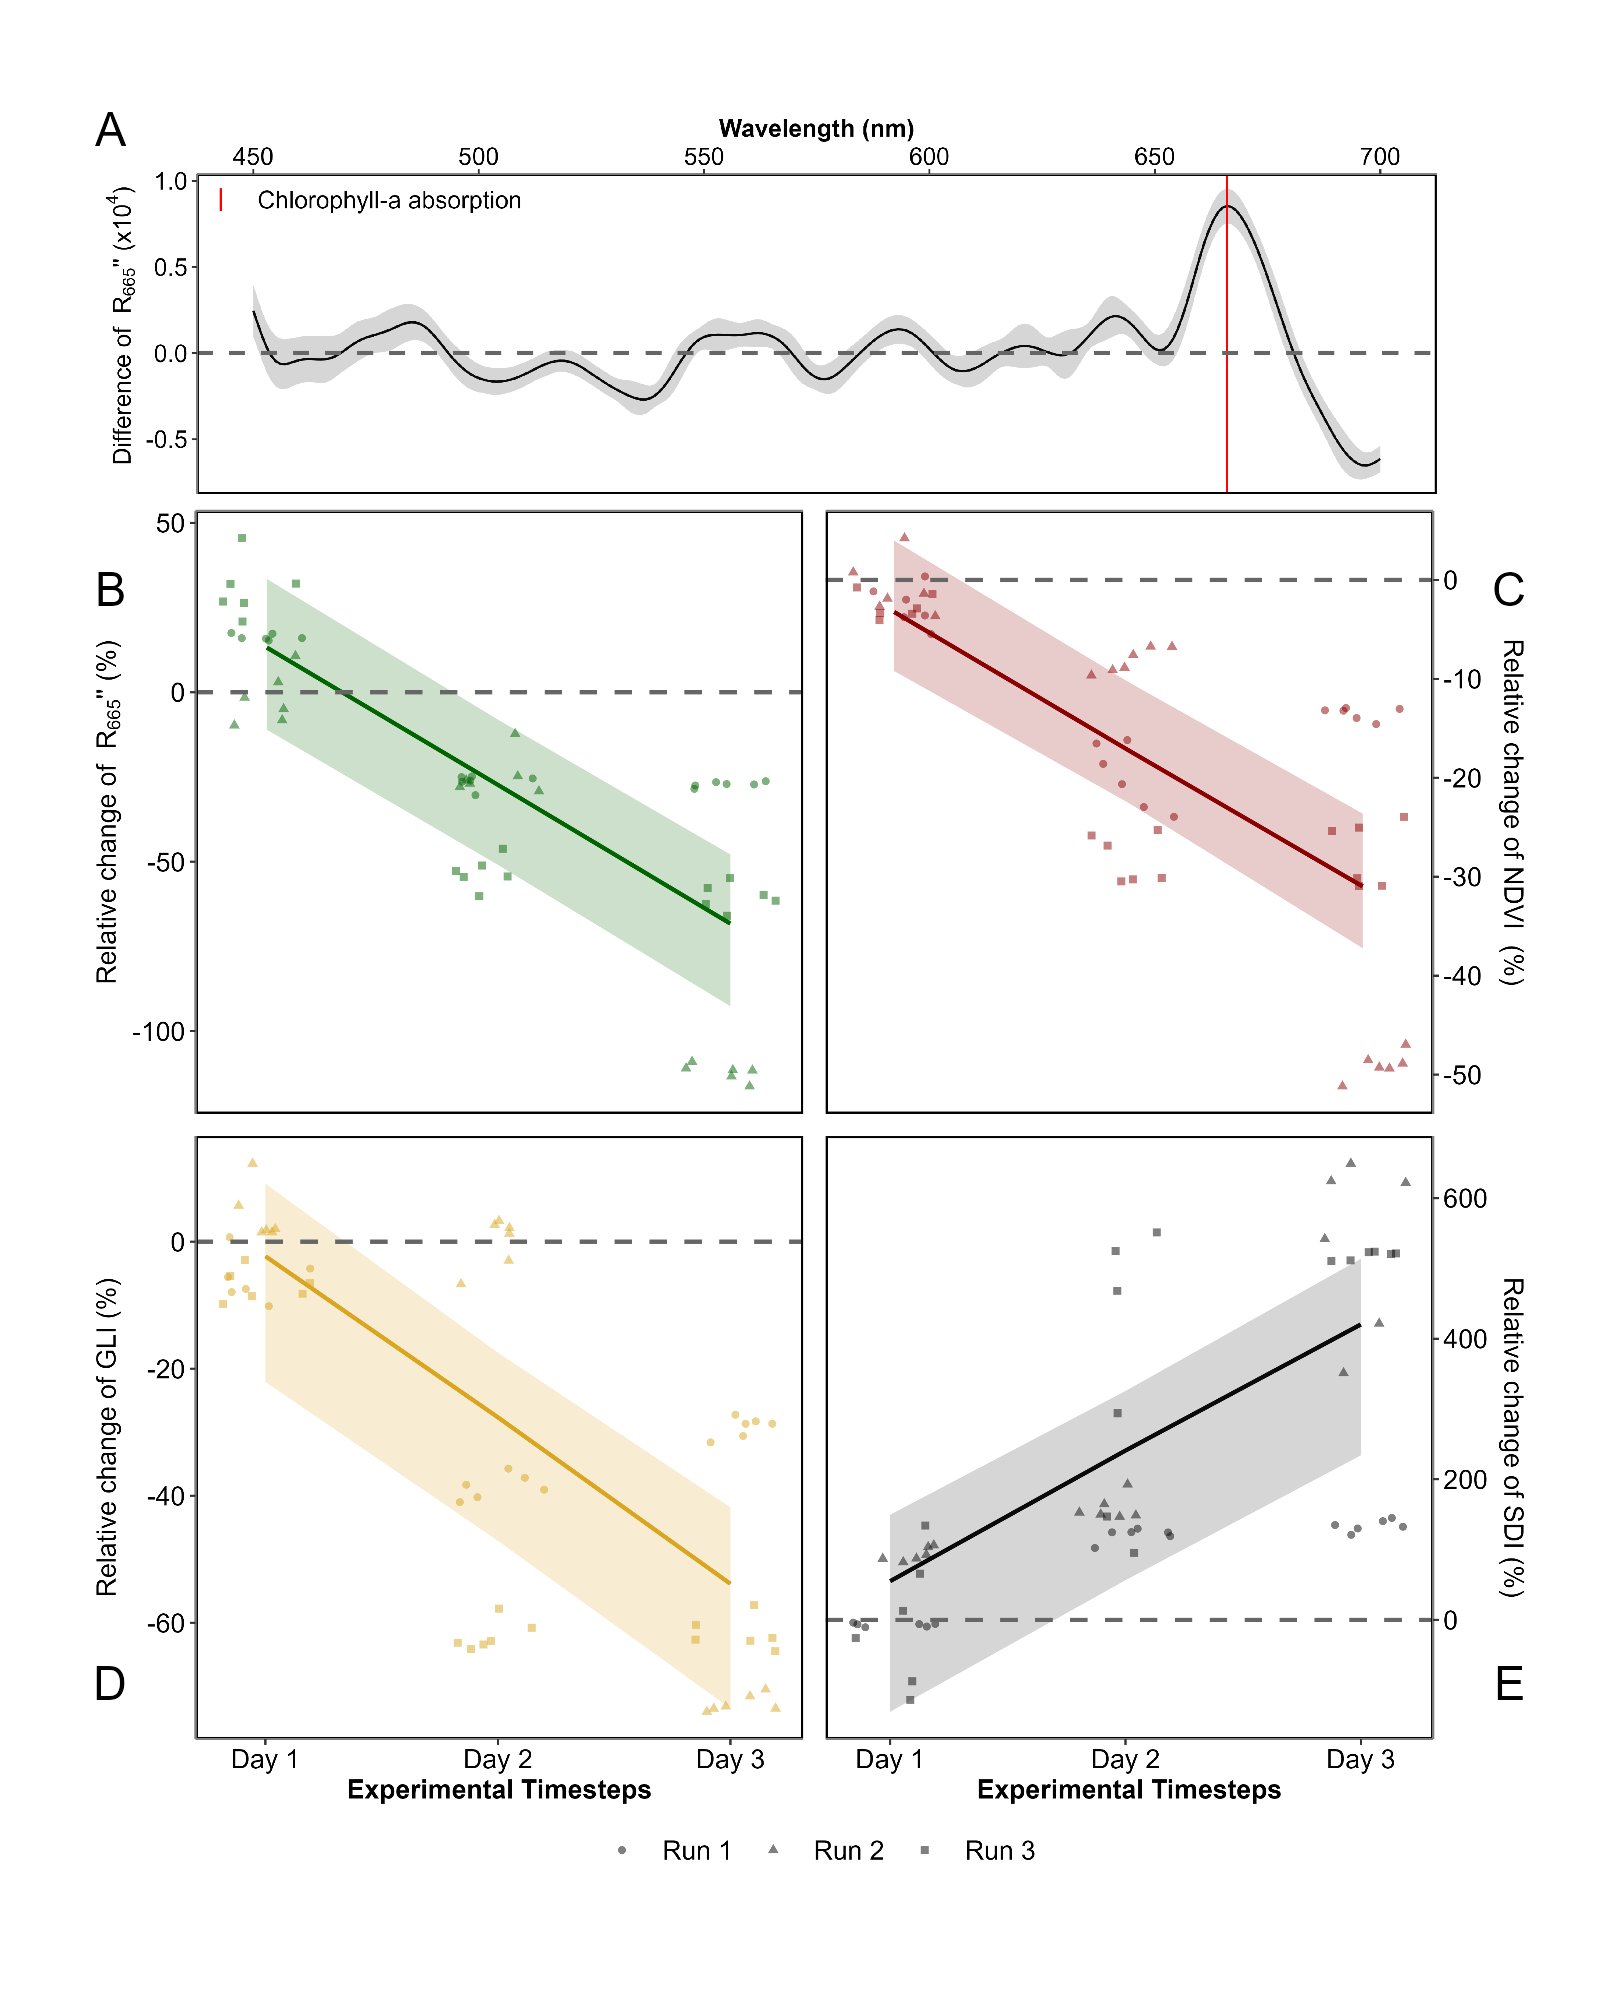 A
Wavelength (nm)
450 500 550 600 650 700
Difference of R665" (x10^4)
1.0
0.5
0.0
-0.5
Chlorophyll-a absorption
B
Relative change of R665" (%)
50
0
-50
-100
C
Relative change of NDVI (%)
0
-10
-20
-30
-40
-50
D
Relative change of GLI (%)
0
-20
-40
-60
Day 1 Day 2 Day 3
Experimental Timesteps
E
Relative change of SDI (%)
600
400
200
0
Day 1 Day 2 Day 3
Experimental Timesteps
Run 1 Run 2 Run 3